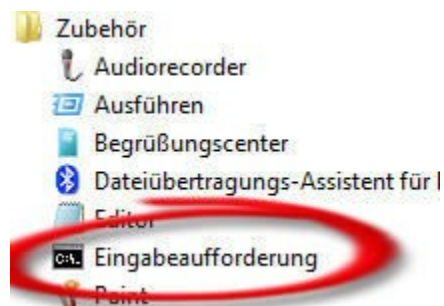 Zubehör
Audiorecorder
Ausführen
Begrüßungscenter
Dateiübertragungs-Assistent für
Editor
C:\.
Eingabeaufforderung
Paint